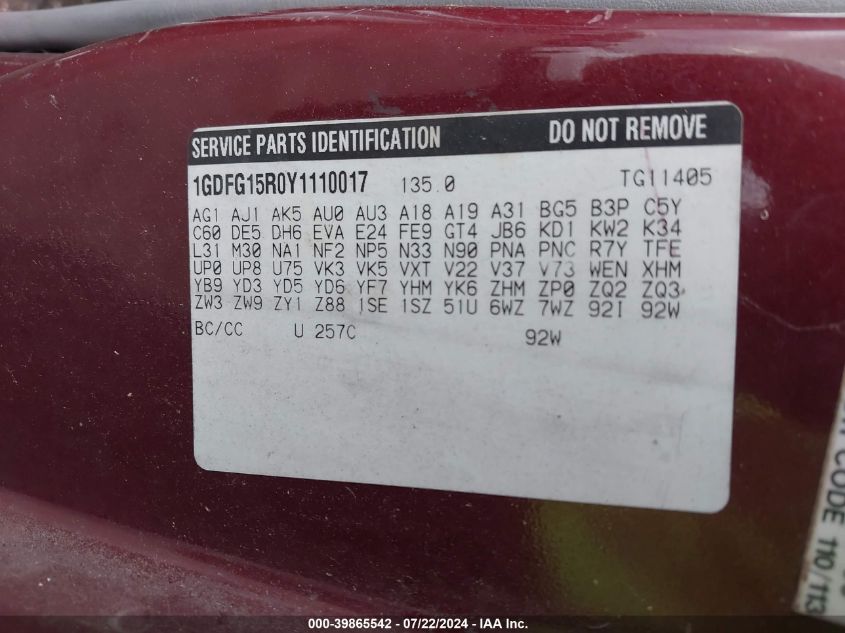 SERVICE PARTS IDENTIFICATION DO NOT REMOVE
1GDFG15R0Y1110017 135.0 TG11405
AG1 AJ1 AK5 AU0 AU3 A18 A19 A31 BG5 B3P C5Y
C60 DE5 DH6 EVA E24 FE9 GT4 JB6 KD1 KW2 K34
L31 M30 NA1 NF2 NP5 N33 N90 PNA PNC R7Y TFE
UP0 UP8 U75 VK3 VK5 VXT V22 V37 V73 WEN XHM
YB9 YD3 YD5 YD6 YF7 YHM YK6 ZHM ZP0 ZQ2 ZQ3
ZW3 ZW9 ZY1 Z88 1SE 1SZ 51U 6WZ 7WZ 92I 92W
BC/CC U 257C 92W
CODE 110/113
000-39865542 - 07/22/2024 - IAA Inc.